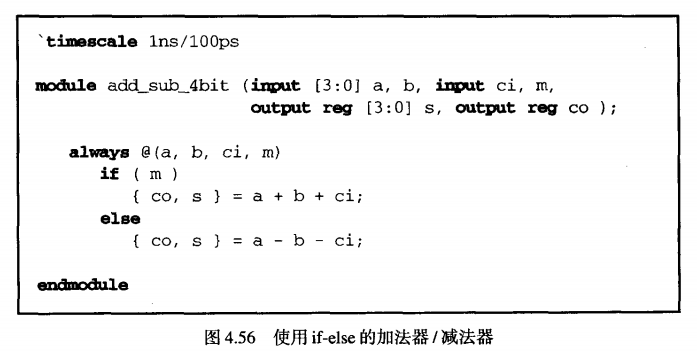 `timescale 1ns/100ps
module add_sub_4bit (input [3:0] a, b, input ci, m,
output reg [3:0] s, output reg co );
always @(a, b, ci, m)
if ( m )
{ co, s } = a + b + ci;
else
{ co, s } = a - b - ci;
endmodule
图 4.56 使用 if-else 的加法器 / 减法器